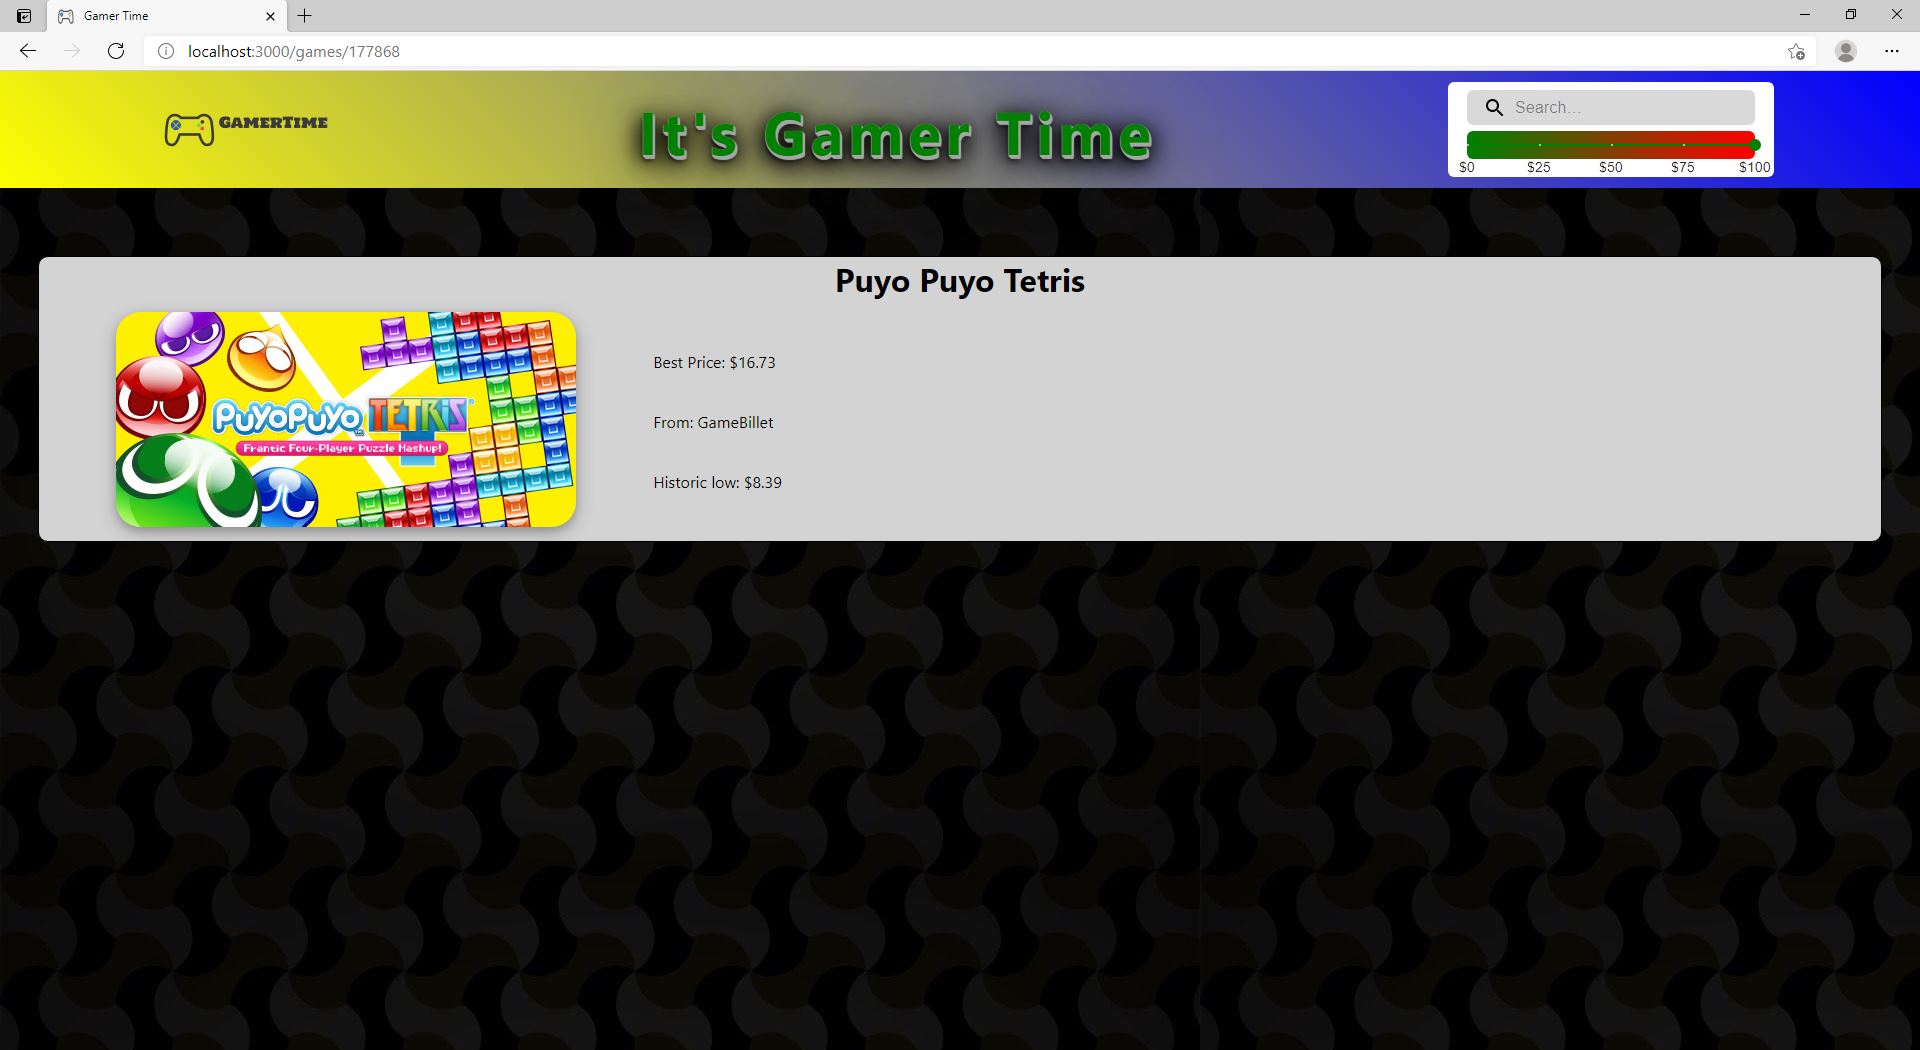 Gamer Time
localhost:3000/games/177868
GAMERTIME
It's Gamer Time
Search...
$0 $25 $50 $75 $100
Puyo Puyo Tetris
PuyoPuyo TETRIS
Frantic Four-Player Puzzle Mashup!
Best Price: $16.73
From: GameBillet
Historic low: $8.39